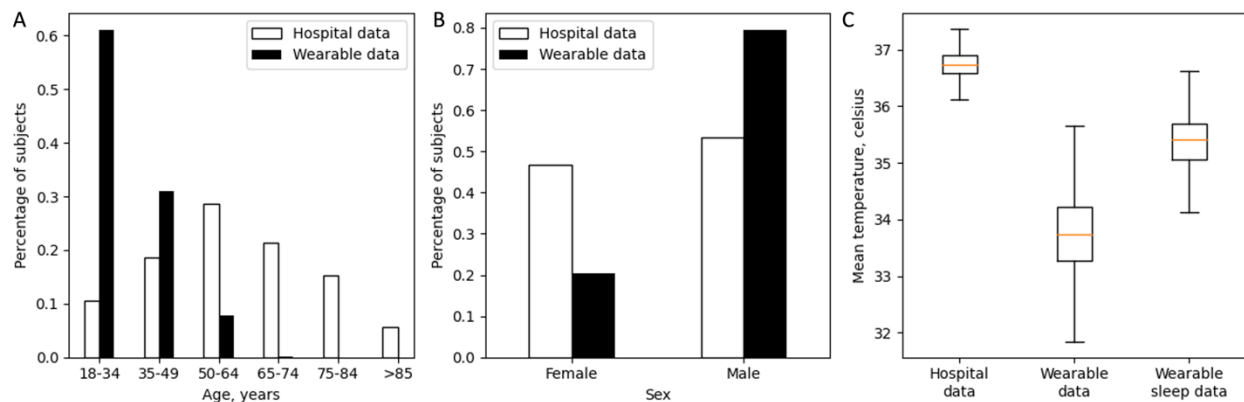 A
Percentage of subjects
0.6
0.5
0.4
0.3
0.2
0.1
0.0
Hospital data
Wearable data
18-34 35-49 50-64 65-74 75-84 >85
Age, years
B
Percentage of subjects
0.8
0.7
0.6
0.5
0.4
0.3
0.2
0.1
0.0
Hospital data
Wearable data
Female Male
Sex
C
Mean temperature, celsius
37
36
35
34
33
32
Hospital data
Wearable data
Wearable sleep data